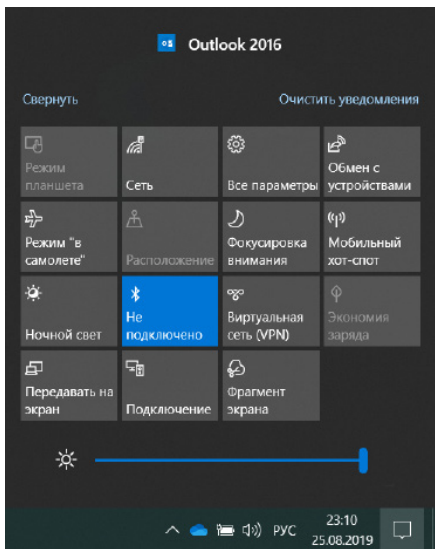 Outlook 2016
Свернуть
Очистить уведомления
Режим
планшета
Сеть
Все параметры
Обмен с
устройствами
Режим "в
самолете"
Расположение
Фокусировка
внимания
Мобильный
хот-спот
Ночной свет
Не
подключено
Виртуальная
сеть (VPN)
Экономия
заряда
Передавать на
экран
Подключение
Фрагмент
экрана
РУС
23:10
25.08.2019